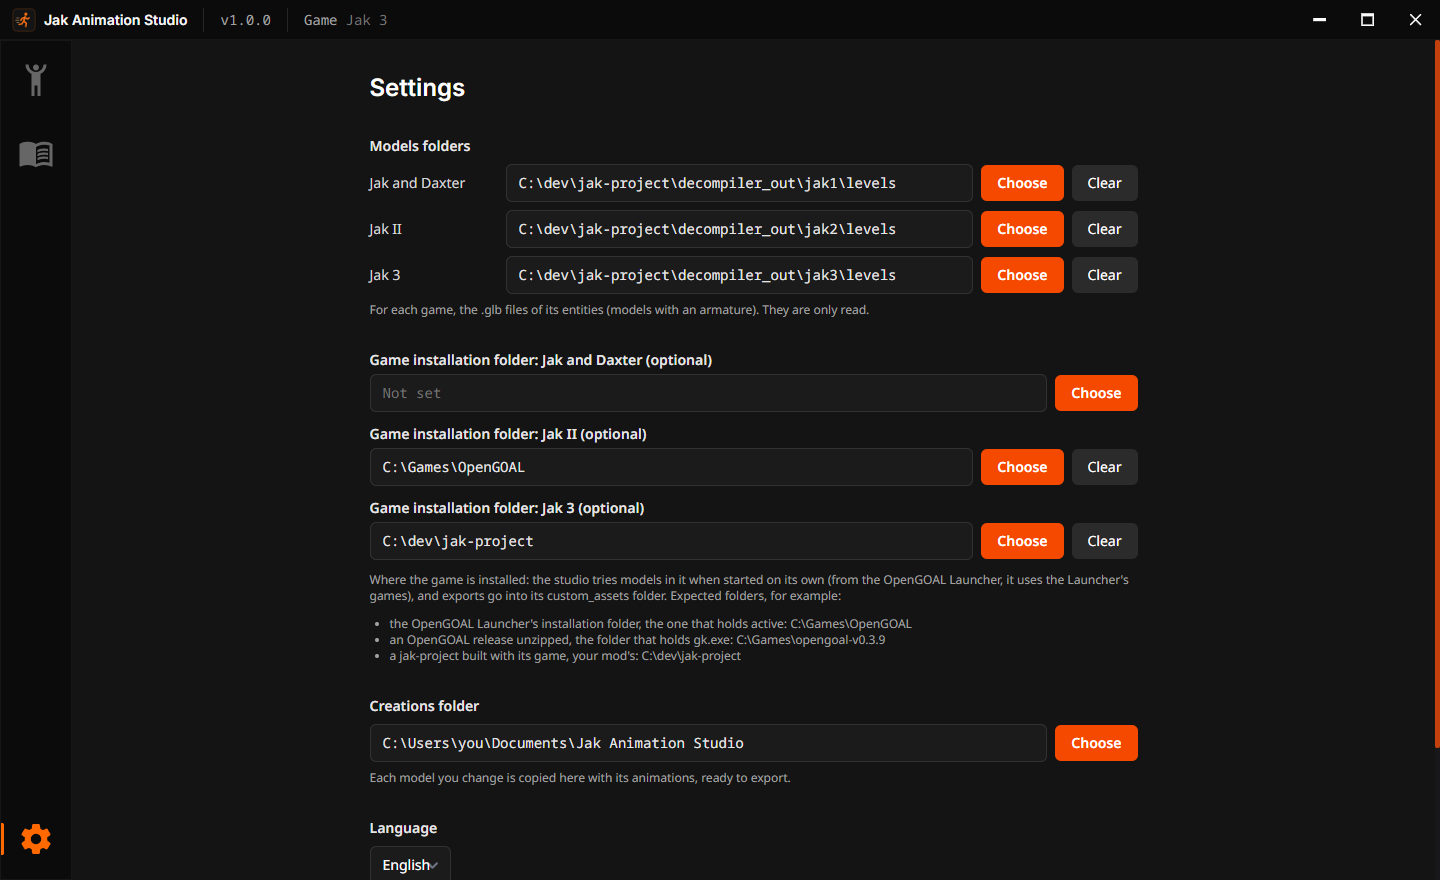 Jak Animation Studio
v1.0.0
Game Jak 3
Settings
Models folders
Jak and Daxter
C:\dev\jak-project\decompiler_out\jak1\levels
Choose
Clear
Jak II
C:\dev\jak-project\decompiler_out\jak2\levels
Choose
Clear
Jak 3
C:\dev\jak-project\decompiler_out\jak3\levels
Choose
Clear
For each game, the .glb files of its entities (models with an armature). They are only read.
Game installation folder: Jak and Daxter (optional)
Not set
Choose
Game installation folder: Jak II (optional)
C:\Games\OpenGOAL
Choose
Clear
Game installation folder: Jak 3 (optional)
C:\dev\jak-project
Choose
Clear
Where the game is installed: the studio tries models in it when started on its own (from the OpenGOAL Launcher, it uses the Launcher's
games), and exports go into its custom_assets folder. Expected folders, for example:
• the OpenGOAL Launcher's installation folder, the one that holds active: C:\Games\OpenGOAL
• an OpenGOAL release unzipped, the folder that holds gk.exe: C:\Games\opengoal-v0.3.9
• a jak-project built with its game, your mod's: C:\dev\jak-project
Creations folder
C:\Users\you\Documents\Jak Animation Studio
Choose
Each model you change is copied here with its animations, ready to export.
Language
English